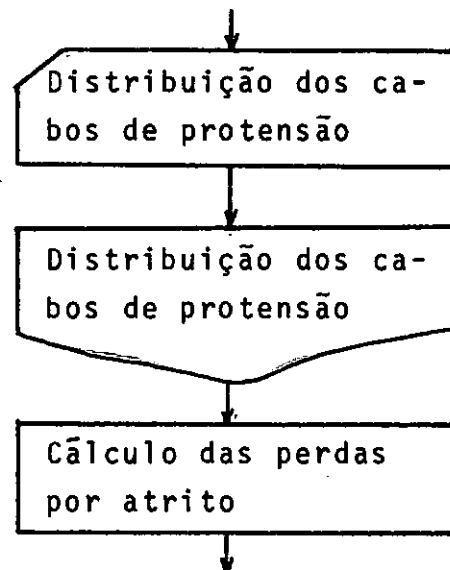 Distribuição dos ca-
bos de protensão
Distribuição dos ca-
bos de protensão
Cálculo das perdas
por atrito